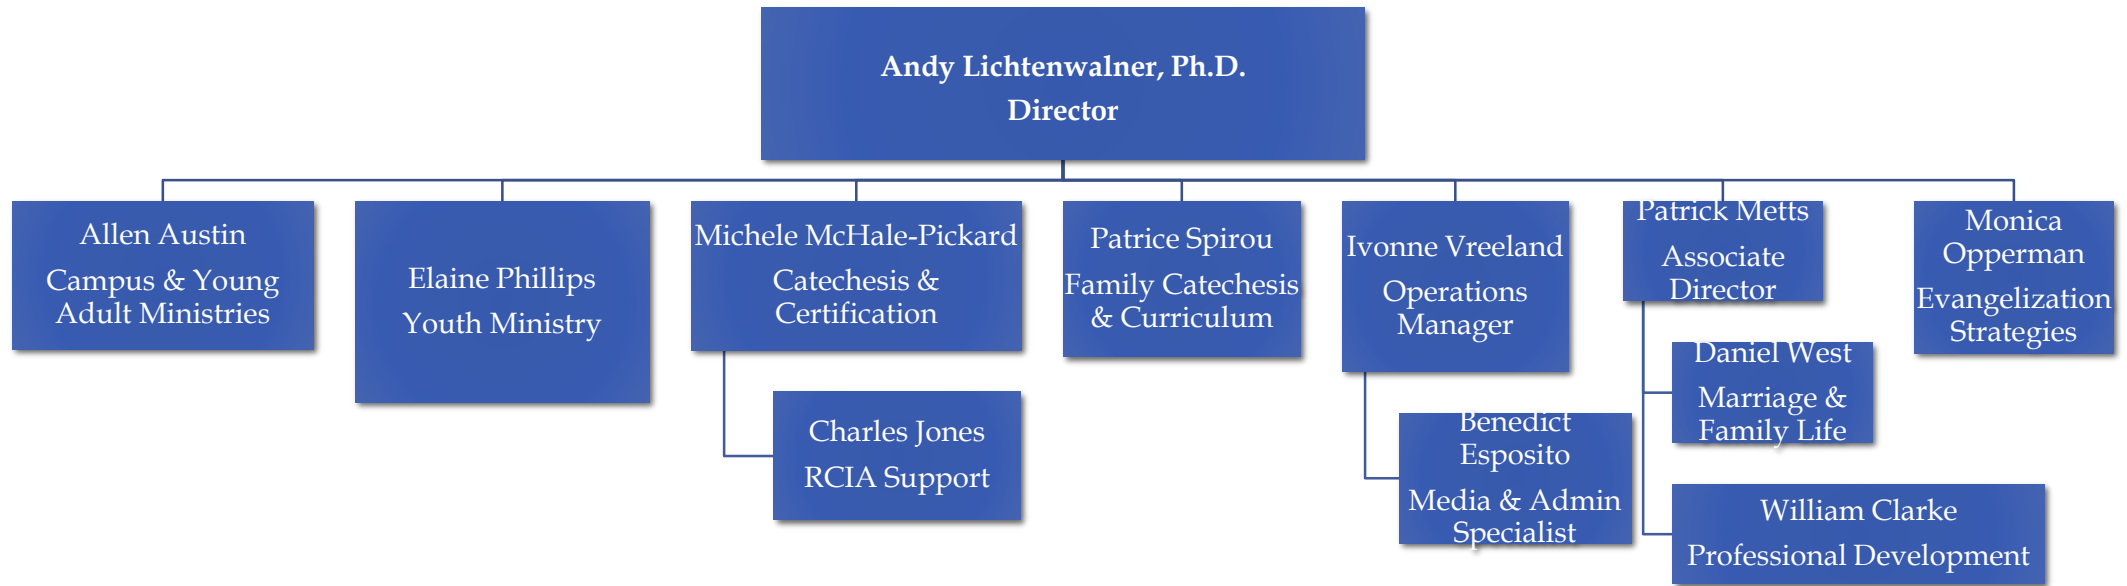 Andy Lichtenwalner, Ph.D.
Director
Allen Austin
Campus & Young
Adult Ministries
Elaine Phillips
Youth Ministry
Michele McHale-Pickard
Catechesis &
Certification
Charles Jones
RCIA Support
Patrice Spirou
Family Catechesis
& Curriculum
Ivonne Vreeland
Operations
Manager
Benedict
Esposito
Media & Admin
Specialist
Patrick Metts
Associate
Director
Daniel West
Marriage &
Family Life
William Clarke
Professional Development
Monica
Opperman
Evangelization
Strategies